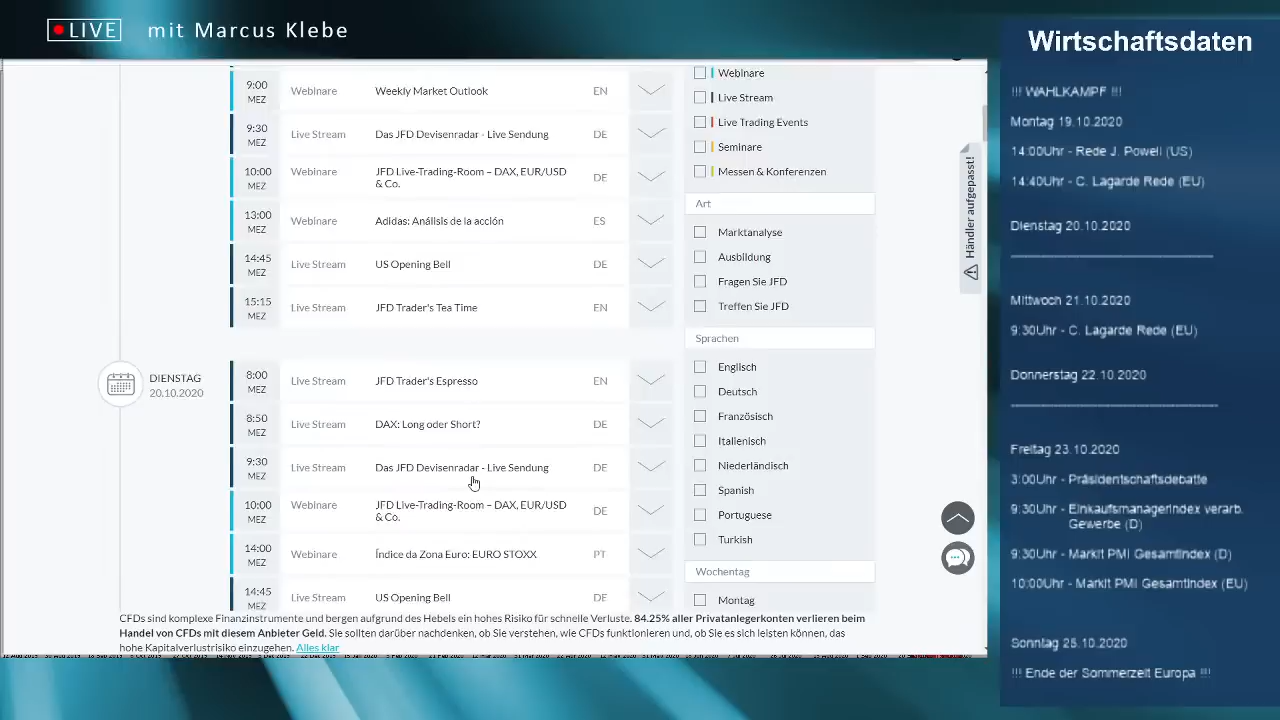 LIVE mit Marcus Klebe
9:00
MEZ
Webinare
Weekly Market Outlook
EN
9:30
MEZ
Live Stream
Das JFD Devisenradar - Live Sendung
DE
10:00
MEZ
Webinar
JFD Live-Trading-Room – DAX, EUR/USD
& Co.
DE
13:00
MEZ
Webinare
Adidas: Análisis de la acción
ES
14:45
MEZ
Live Stream
US Opening Bell
DE
15:15
MEZ
Live Stream
JFD Trader's Tea Time
EN
DIENSTAG
20.10.2020
8:00
MEZ
Live Stream
JFD Trader's Espresso
EN
8:50
MEZ
Live Stream
DAX: Long oder Short?
DE
9:30
MEZ
Live Stream
Das JFD Devisenradar - Live Sendung
DE
10:00
MEZ
Webinar
JFD Live-Trading-Room – DAX, EUR/USD
& Co.
DE
14:00
MEZ
Webinare
Índice da Zona Euro: EURO STOXX
PT
14:45
MEZ
Live Stream
US Opening Bell
DE
Webinare
Live Stream
Live Trading Events
Seminare
Messen & Konferenzen
Art
Marktanalyse
Ausbildung
Fragen Sie JFD
Treffen Sie JFD
Sprachen
Englisch
Deutsch
Französisch
Italienisch
Niederländisch
Spanish
Portuguese
Turkish
Wochentag
Montag
Händler aufgepasst!
CFDs sind komplexe Finanzinstrumente und bergen aufgrund des Hebels ein hohes Risiko für schnelle Verluste. 84.25% aller Privatanlegerkonten verlieren beim
Handel von CFDs mit diesem Anbieter Geld. Sie sollten darüber nachdenken, ob Sie verstehen, wie CFDs funktionieren und, ob Sie es sich leisten können, das
hohe Kapitalverlustrisiko einzugehen. Alles klar
Wirtschaftsdaten
!!! WAHLKAMPF !!!
Montag 19.10.2020
14:00Uhr - Rede J. Powell (US)
14:40Uhr - C. Lagarde Rede (EU)
Dienstag 20.10.2020
Mittwoch 21.10.2020
9:30Uhr - C. Lagarde Rede (EU)
Donnerstag 22.10.2020
Freitag 23.10.2020
3:00Uhr - Präsidentschaftsdebatte
9:30Uhr - Einkaufsmanagerindex verarb.
Gewerbe (D)
9:30Uhr - Markit PMI Gesamtindex (D)
10:00Uhr - Markit PMI Gesamtindex (EU)
Sonntag 25.10.2020
!!! Ende der Sommerzeit Europa !!!